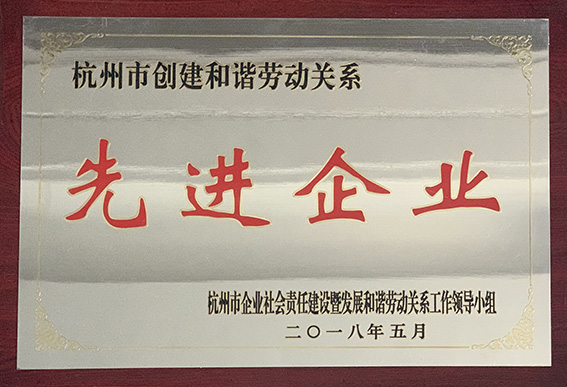 杭州市创建和谐劳动关系
先进企业
杭州市企业社会责任建设暨发展和谐劳动关系工作领导小组
二〇一八年五月